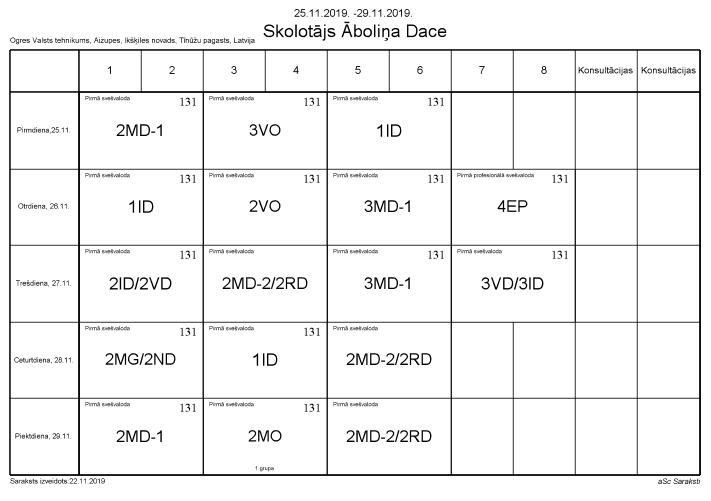 25.11.2019. -29.11.2019.
Skolotājs Āboliņa Dace
Ogres Valsts tehnikums, Aizupes, Ikšķiles novads, Tīnūžu pagasts, Latvija
1 2 3 4 5 6 7 8 Konsultācijas Konsultācijas
Pirmdiena,25.11.
Pirmā svešvaloda 131 Pirmā svešvaloda 131 Pirmā svešvaloda 131
2MD-1 3VO 1ID
Otrdiena, 26.11.
Pirmā svešvaloda 131 Pirmā svešvaloda 131 Pirmā svešvaloda 131 Pirmā profesionālā svešvaloda 131
1ID 2VO 3MD-1 4EP
Trešdiena, 27.11.
Pirmā svešvaloda 131 Pirmā svešvaloda 131 Pirmā svešvaloda 131 Pirmā svešvaloda 131
2ID/2VD 2MD-2/2RD 3MD-1 3VD/3ID
Ceturtdiena, 28.11.
Pirmā svešvaloda 131 Pirmā svešvaloda 131 Pirmā svešvaloda 131
2MG/2ND 1ID 2MD-2/2RD
Piektdiena, 29.11.
Pirmā svešvaloda 131 Pirmā svešvaloda 131 Pirmā svešvaloda 131
2MD-1 2MO 2MD-2/2RD
1 grupa
Saraksts izveidots:22.11.2019
aSc Saraksti